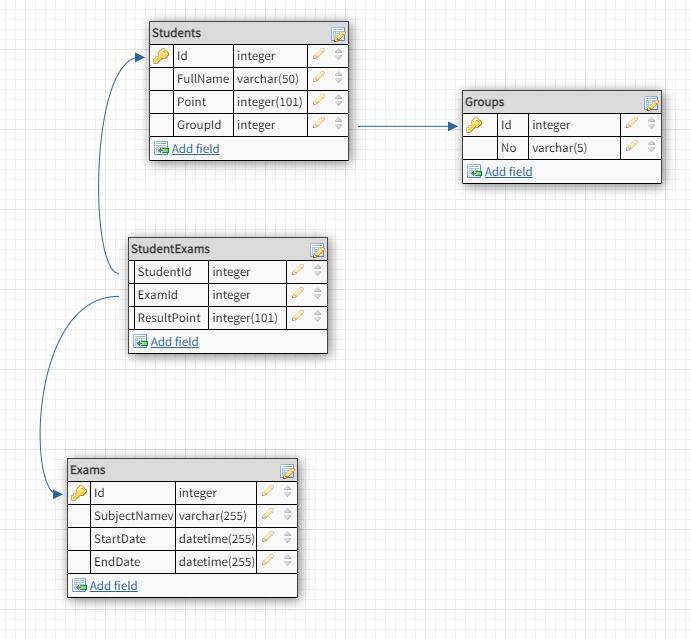 Students
Id integer
FullName varchar(50)
Point integer(101)
GroupId integer
Add field
Groups
Id integer
No varchar(5)
Add field
StudentExams
StudentId integer
ExamId integer
ResultPoint integer(101)
Add field
Exams
Id integer
SubjectNamev varchar(255)
StartDate datetime(255)
EndDate datetime(255)
Add field